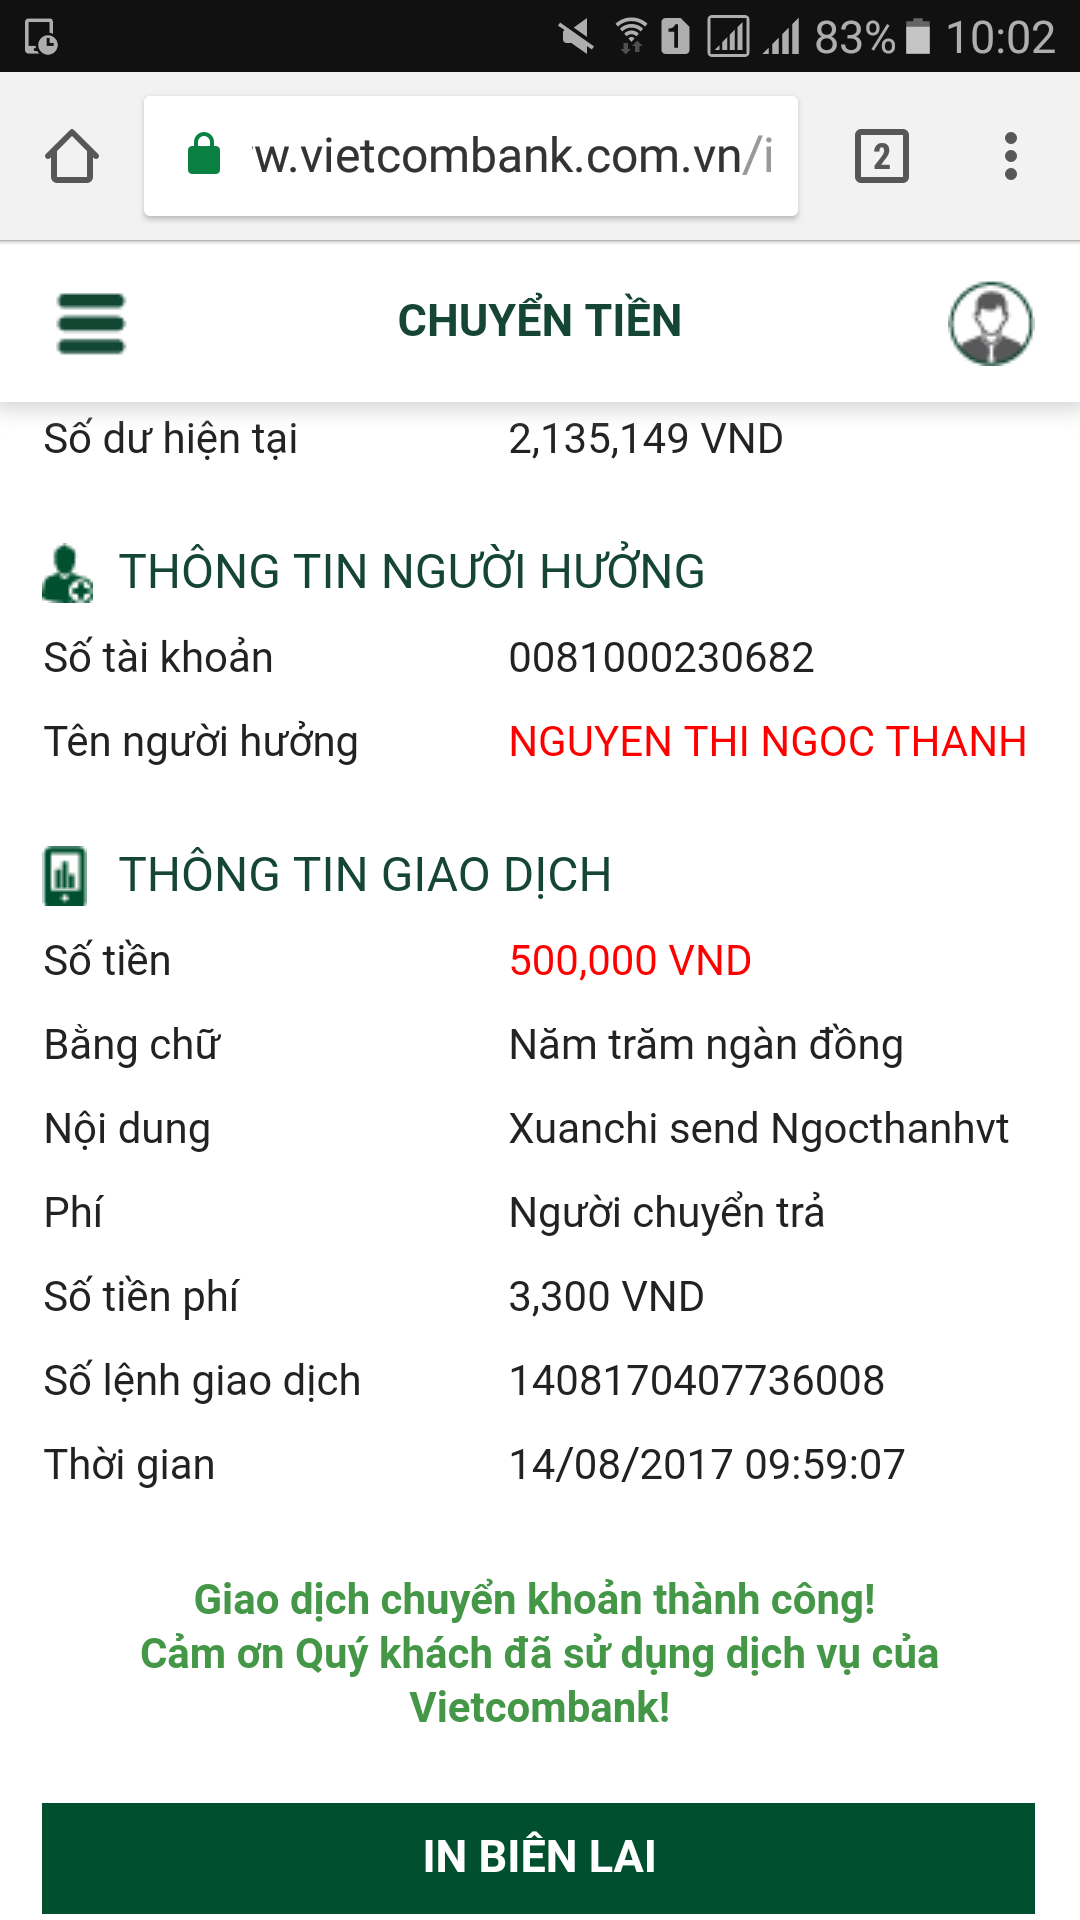 1 83% 10:02
w.vietcombank.com.vn/i 2
CHUYỂN TIỀN
Số dư hiện tại 2,135,149 VND
THÔNG TIN NGƯỜI HƯỞNG
Số tài khoản 0081000230682
Tên người hưởng NGUYEN THI NGOC THANH
THÔNG TIN GIAO DỊCH
Số tiền 500,000 VND
Bằng chữ Năm trăm ngàn đồng
Nội dung Xuanchi send Ngocthanhvt
Phí Người chuyển trả
Số tiền phí 3,300 VND
Số lệnh giao dịch 1408170407736008
Thời gian 14/08/2017 09:59:07
Giao dịch chuyển khoản thành công!
Cảm ơn Quý khách đã sử dụng dịch vụ của
Vietcombank!
IN BIÊN LAI